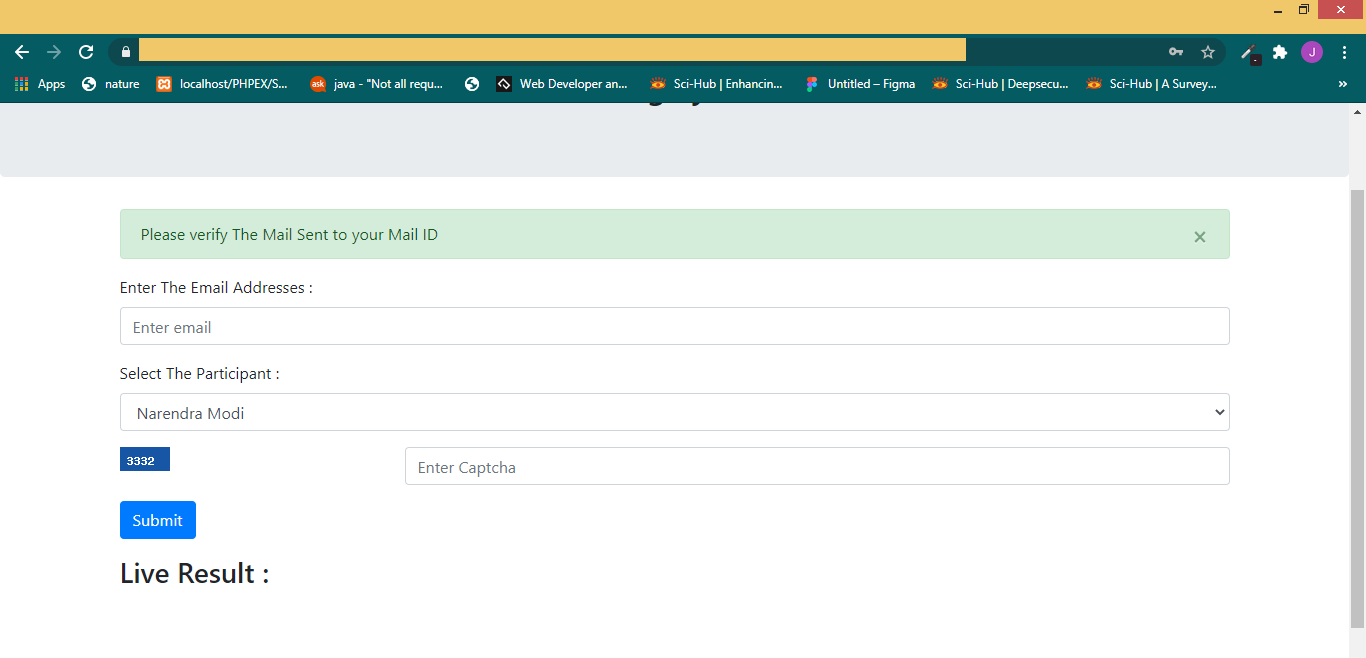 J
Apps nature localhost/PHPEX/S... ask java - "Not all requ... Web Developer an... Sci-Hub | Enhancin... Untitled – Figma Sci-Hub | Deepsecu... Sci-Hub | A Survey... »
Please verify The Mail Sent to your Mail ID ×
Enter The Email Addresses :
Enter email
Select The Participant :
Narendra Modi
3332 Enter Captcha
Submit
Live Result :